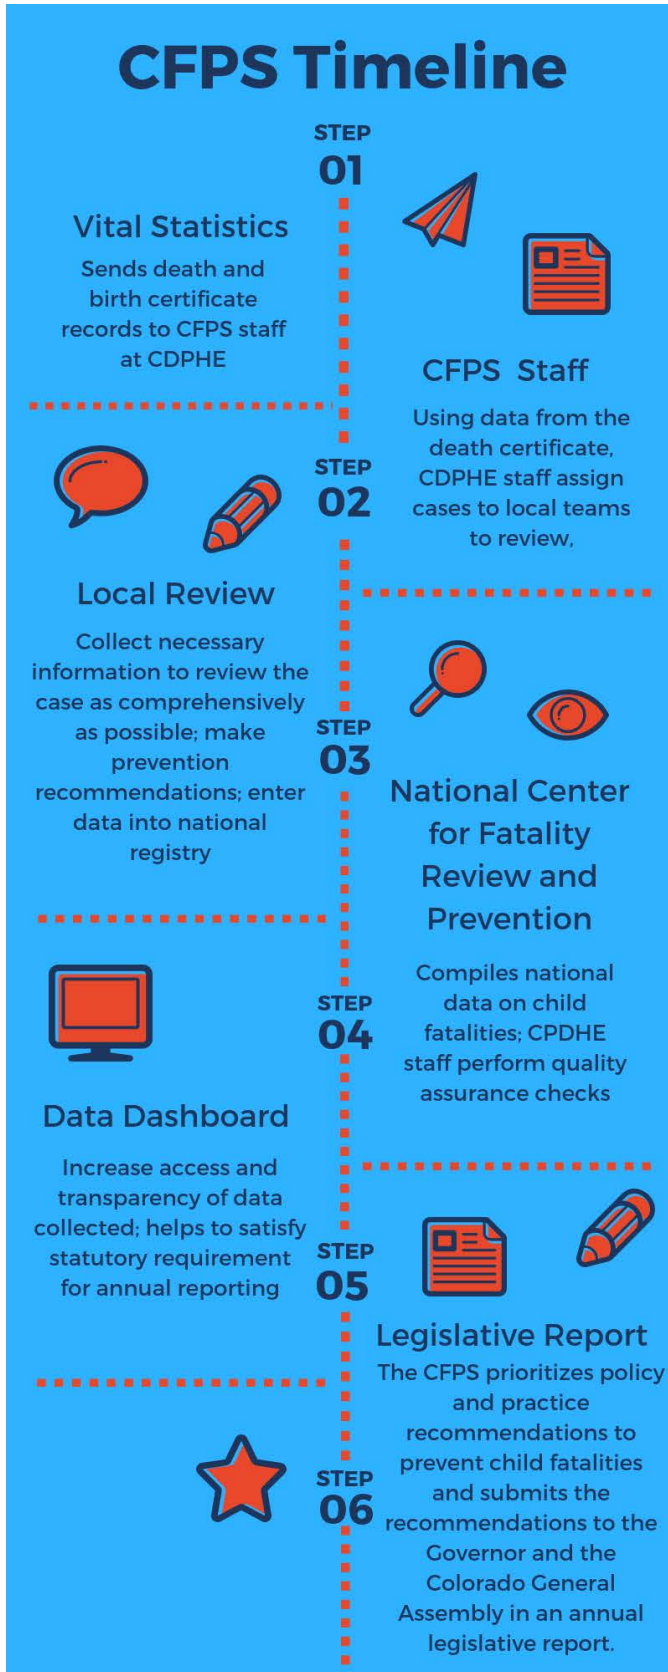 CFPS Timeline
STEP
01
Vital Statistics
Sends death and
birth certificate
records to CFPS staff
at CDPHE
CFPS Staff
Using data from the
death certificate,
CDPHE staff assign
cases to local teams
to review,
STEP
02
Local Review
Collect necessary
information to review the
case as comprehensively
as possible; make
prevention
recommendations; enter
data into national
registry
STEP
03
National Center
for Fatality
Review and
Prevention
Compiles national
data on child
fatalities; CPDHE
staff perform quality
assurance checks
STEP
04
Data Dashboard
Increase access and
transparency of data
collected; helps to satisfy
statutory requirement
for annual reporting
STEP
05
Legislative Report
The CFPS prioritizes policy
and practice
recommendations to
prevent child fatalities
and submits the
recommendations to the
Governor and the
Colorado General
Assembly in an annual
legislative report.
STEP
06